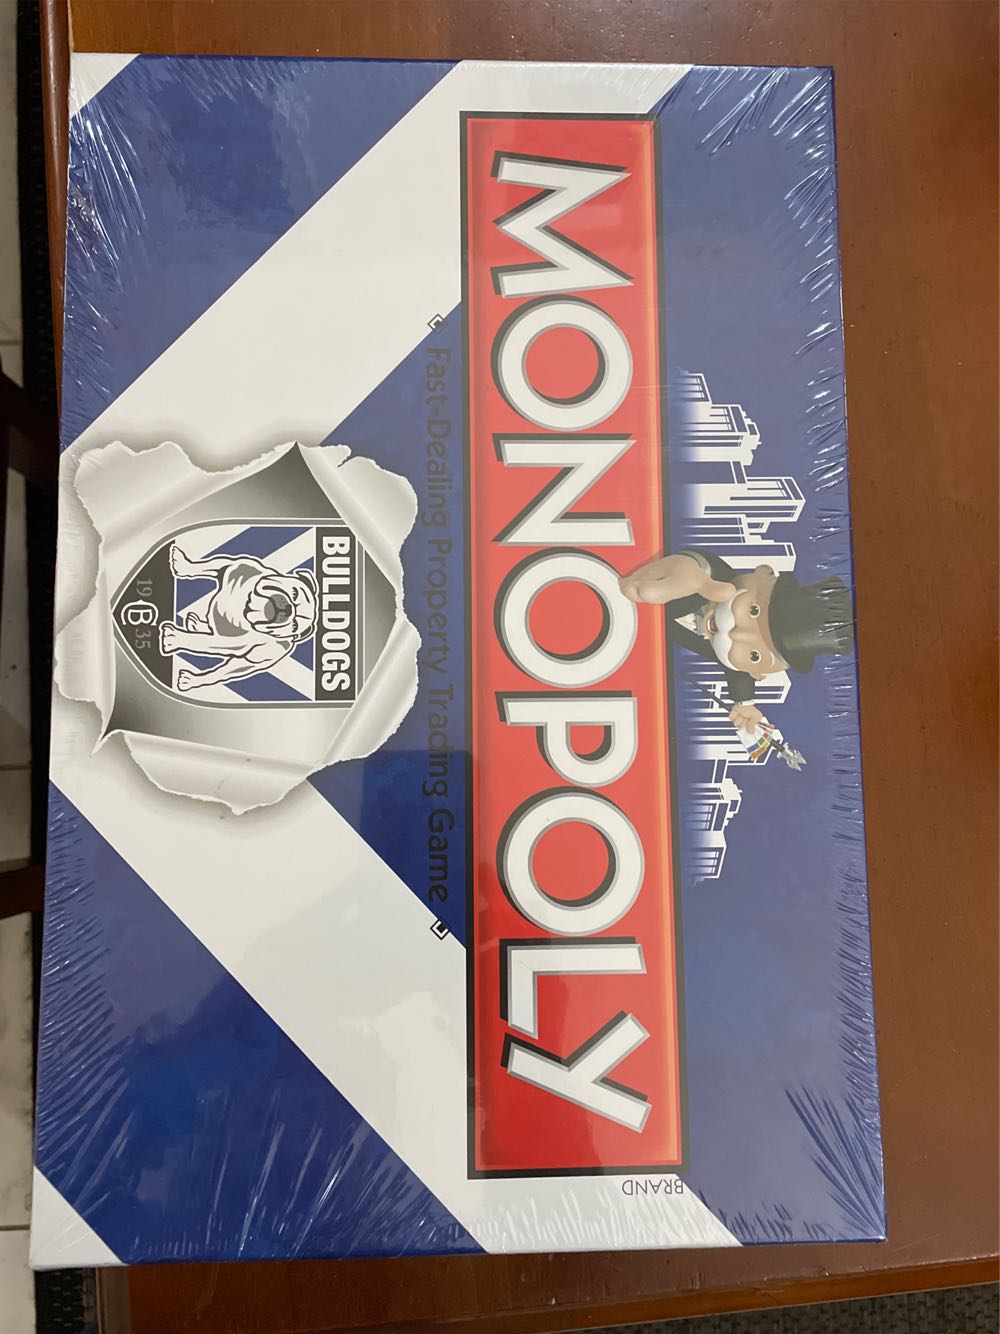 MONOPOLY
BRAND
Fast-Dealing Property Trading Game
BULLDOGS
19 B 35